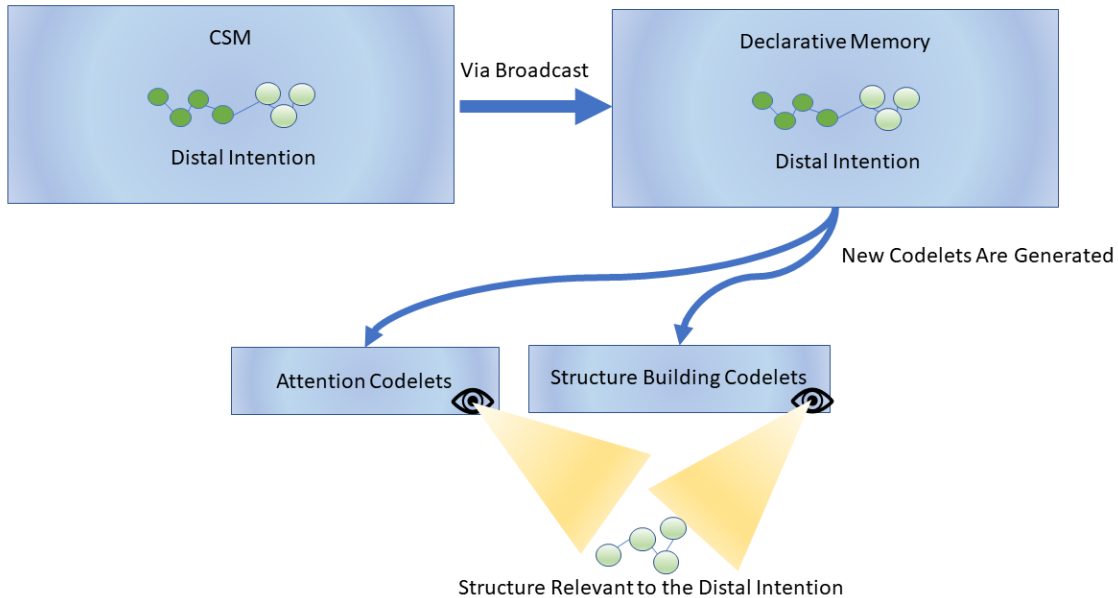 CSM
Distal Intention
Via Broadcast
Declarative Memory
Distal Intention
New Codelets Are Generated
Attention Codelets
Structure Building Codelets
Structure Relevant to the Distal Intention